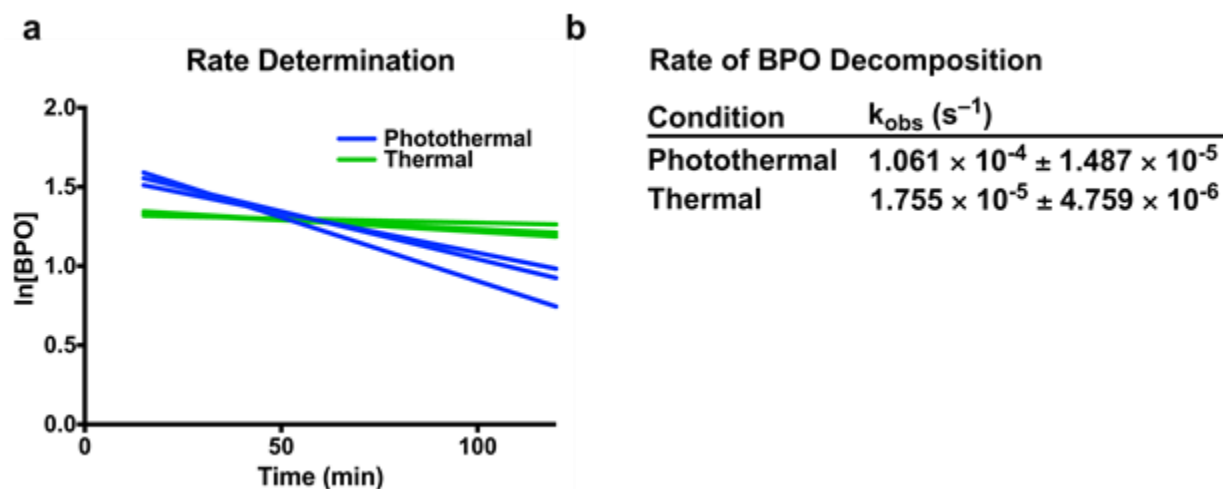 a
Rate Determination
2.0
1.5
1.0
0.5
0.0
ln[BPO]
0
50
100
Time (min)
Photothermal
Thermal
b
Rate of BPO Decomposition
Condition kobs (s⁻¹)
Photothermal 1.061 × 10⁻⁴ ± 1.487 × 10⁻⁵
Thermal 1.755 × 10⁻⁵ ± 4.759 × 10⁻⁶